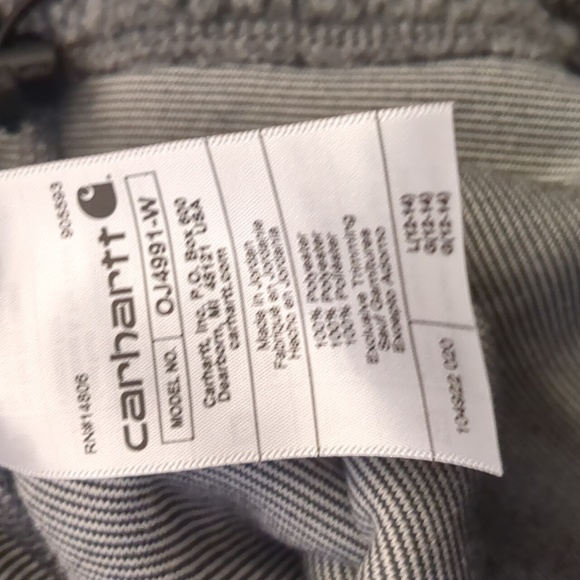 RN#14806
905593
carhartt
MODEL NO.
OJ4991-W
Carhartt, Inc. P.O. Box 600
Dearborn, MI 48121 USA
carhartt.com
Made in Jordan
Fabriqué en Jordanie
Hecho en Jordania
100% Polyester
100% Polyester
100% Poliéster
Exclusive Trimming
Sauf Garnitures
Excepto Adorno
L(12-14)
G(12-14)
G(12-14)
104922 020